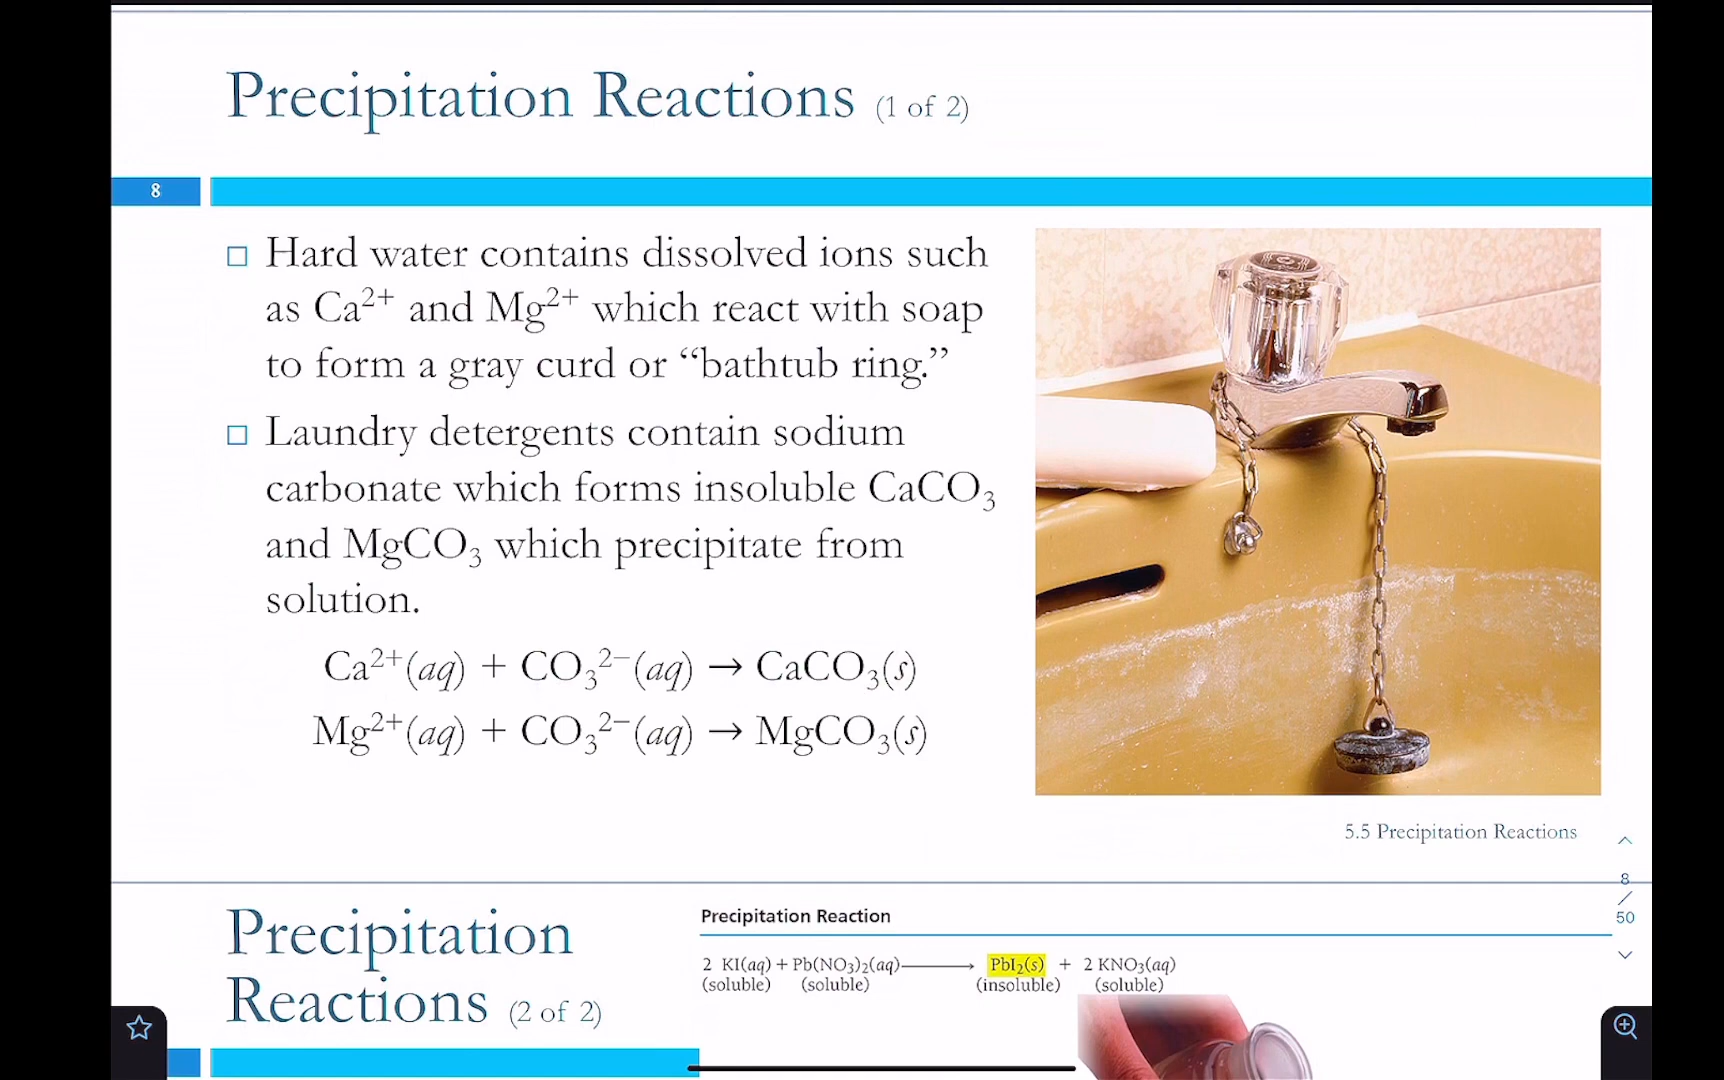 Precipitation Reactions (1 of 2)
8
□ Hard water contains dissolved ions such
as Ca²⁺ and Mg²⁺ which react with soap
to form a gray curd or “bathtub ring.”
□ Laundry detergents contain sodium
carbonate which forms insoluble CaCO₃
and MgCO₃ which precipitate from
solution.
Ca²⁺(aq) + CO₃²⁻(aq) → CaCO₃(s)
Mg²⁺(aq) + CO₃²⁻(aq) → MgCO₃(s)
5.5 Precipitation Reactions
8
/
50
Precipitation
Reactions (2 of 2)
Precipitation Reaction
2 KI(aq) + Pb(NO₃)₂(aq) ⟶ PbI₂(s) + 2 KNO₃(aq)
(soluble) (soluble) (insoluble) (soluble)